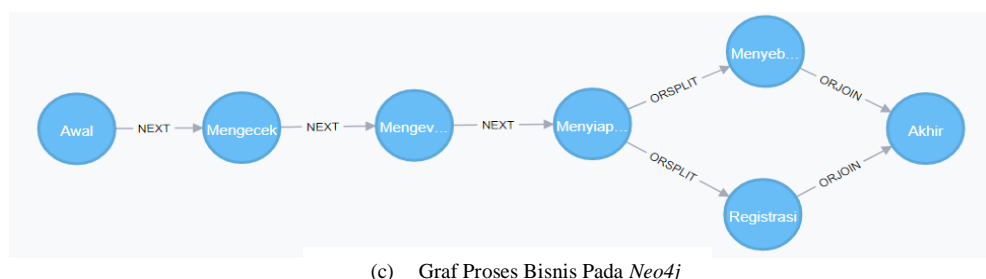 Awal
NEXT
Mengecek
NEXT
Mengev...
NEXT
Menyiap...
ORSPLIT
Menyeb...
ORJOIN
ORSPLIT
Registrasi
ORJOIN
Akhir
(c) Graf Proses Bisnis Pada Neo4j